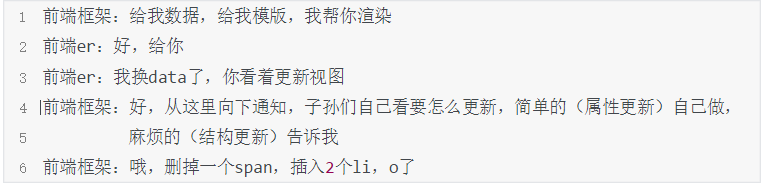 1 前端框架：给我数据，给我模版，我帮你渲染
2 前端er：好，给你
3 前端er：我换data了，你看着更新视图
4 前端框架：好，从这里向下通知，子孙们自己看要怎么更新，简单的（属性更新）自己做，
5 麻烦的（结构更新）告诉我
6 前端框架：哦，删掉一个span，插入2个li，o了